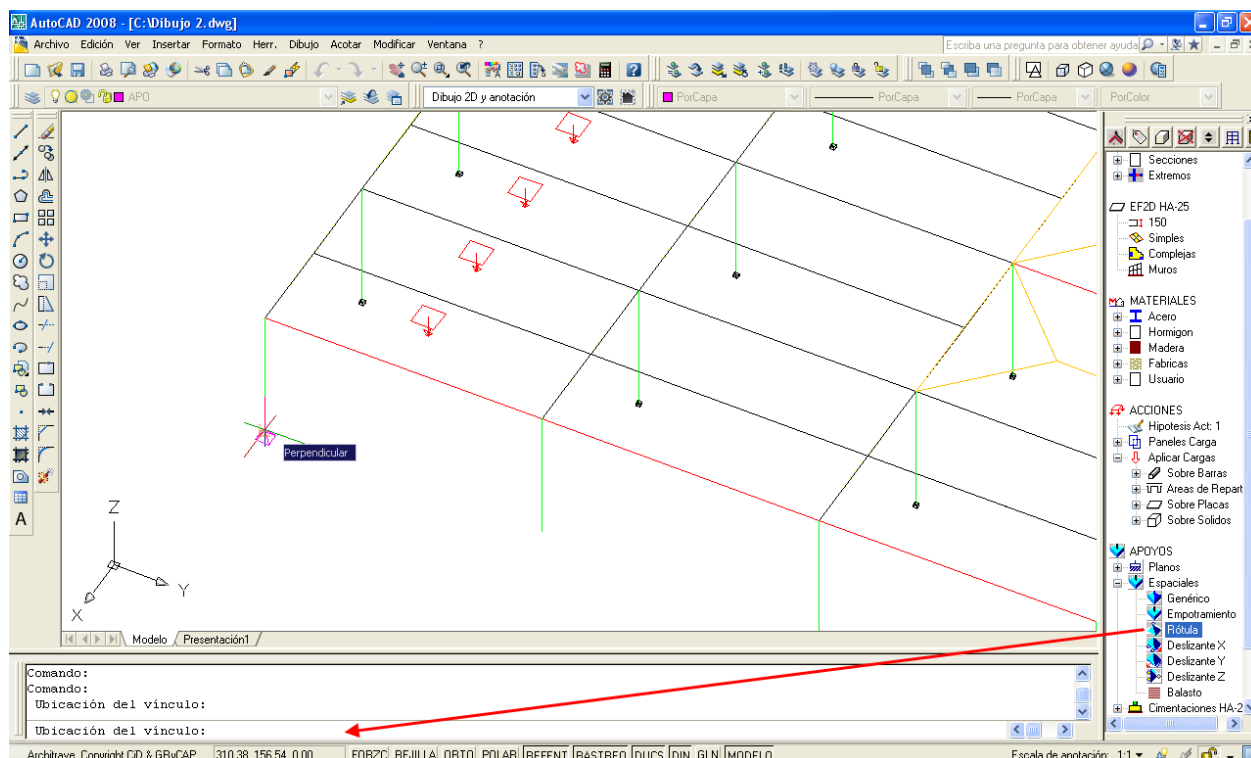 AutoCAD 2008 - [C:\Dibujo 2.dwg]
Archivo Edición Ver Insertar Formato Herr. Dibujo Acotar Modificar Ventana ?
Escriba una pregunta para obtener ayuda
AP0
Dibujo 2D y anotación
PorCapa
PorCapa
PorCapa
PorColor
Perpendicular
Z
Y
X
Modelo
Presentación1
Secciones
Extremos
EF2D HA-25
150
Simples
Complejas
Muros
MATERIALES
Acero
Hormigon
Madera
Fabricas
Usuario
ACCIONES
Hipotesis Act: 1
Paneles Carga
Aplicar Cargas
Sobre Barras
Areas de Repart
Sobre Placas
Sobre Solidos
APOYOS
Planos
Espaciales
Genérico
Empotramiento
Rótula
Deslizante X
Deslizante Y
Deslizante Z
Balasto
Cimentaciones HA-2
Comando:
Comando:
Ubicación del vínculo:
Ubicación del vínculo:
Architrave. Copyright CiD & GRyCAP 310.38, 156.54, 0.00 FORZC REJILLA ORTO POLAR REFENT RASTREO DUCS DIN GLN MODELO Escala de anotación: 1:1